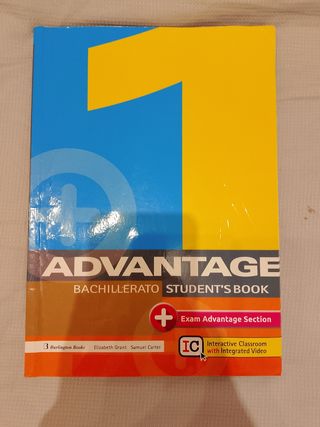 1
ADVANTAGE
BACHILLERATO STUDENT'S BOOK
+ Exam Advantage Section
B Burlington Books Elizabeth Grant Samuel Carter
IC Interactive Classroom
with Integrated Video